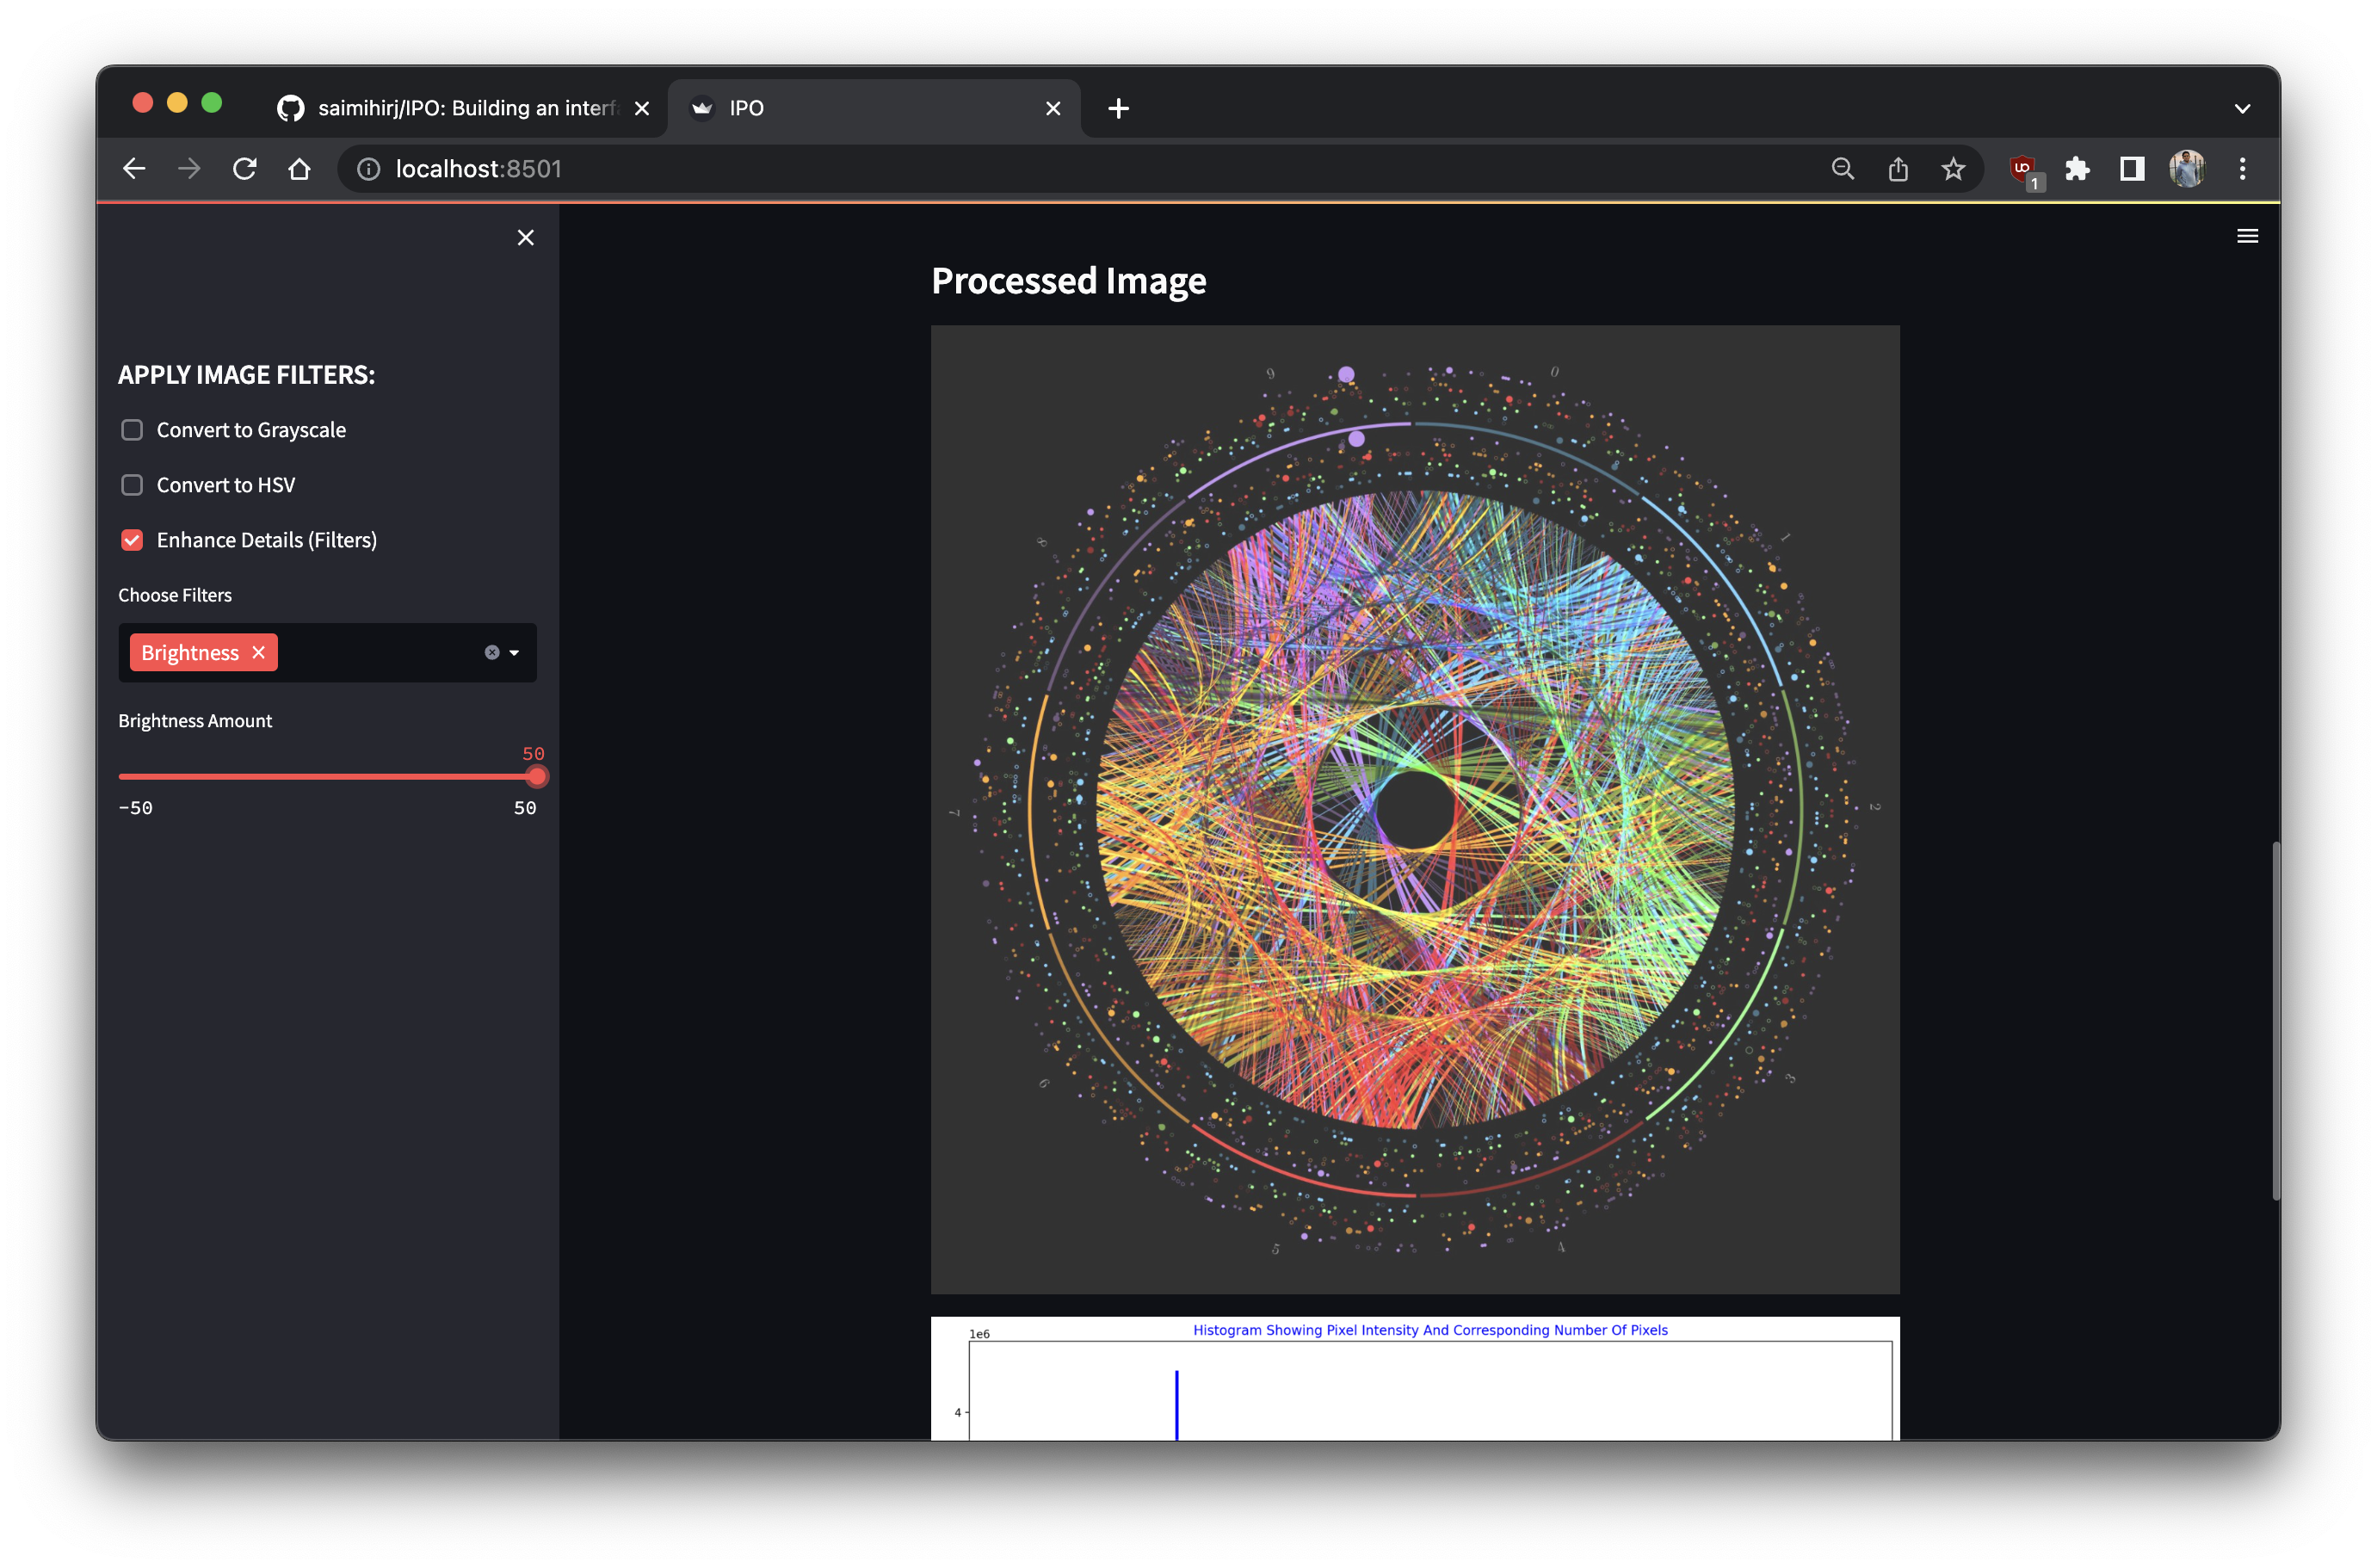 saimihirj/IPO: Building an interf
IPO
localhost:8501
1
Processed Image
APPLY IMAGE FILTERS:
Convert to Grayscale
Convert to HSV
Enhance Details (Filters)
Choose Filters
Brightness
Brightness Amount
50
-50
50
9
0
8
1
7
2
6
3
5
4
Histogram Showing Pixel Intensity And Corresponding Number Of Pixels
1e6
4